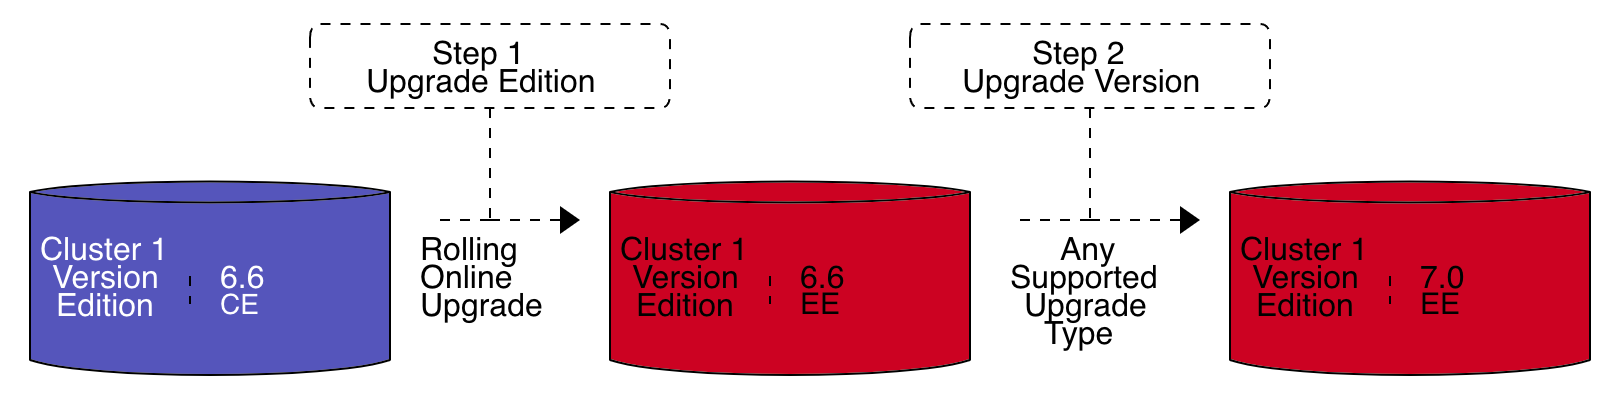 Step 1
Upgrade Edition
Step 2
Upgrade Version
Cluster 1
Version 6.6
Edition CE
Rolling
Online
Upgrade
Cluster 1
Version 6.6
Edition EE
Any
Supported
Upgrade
Type
Cluster 1
Version 7.0
Edition EE